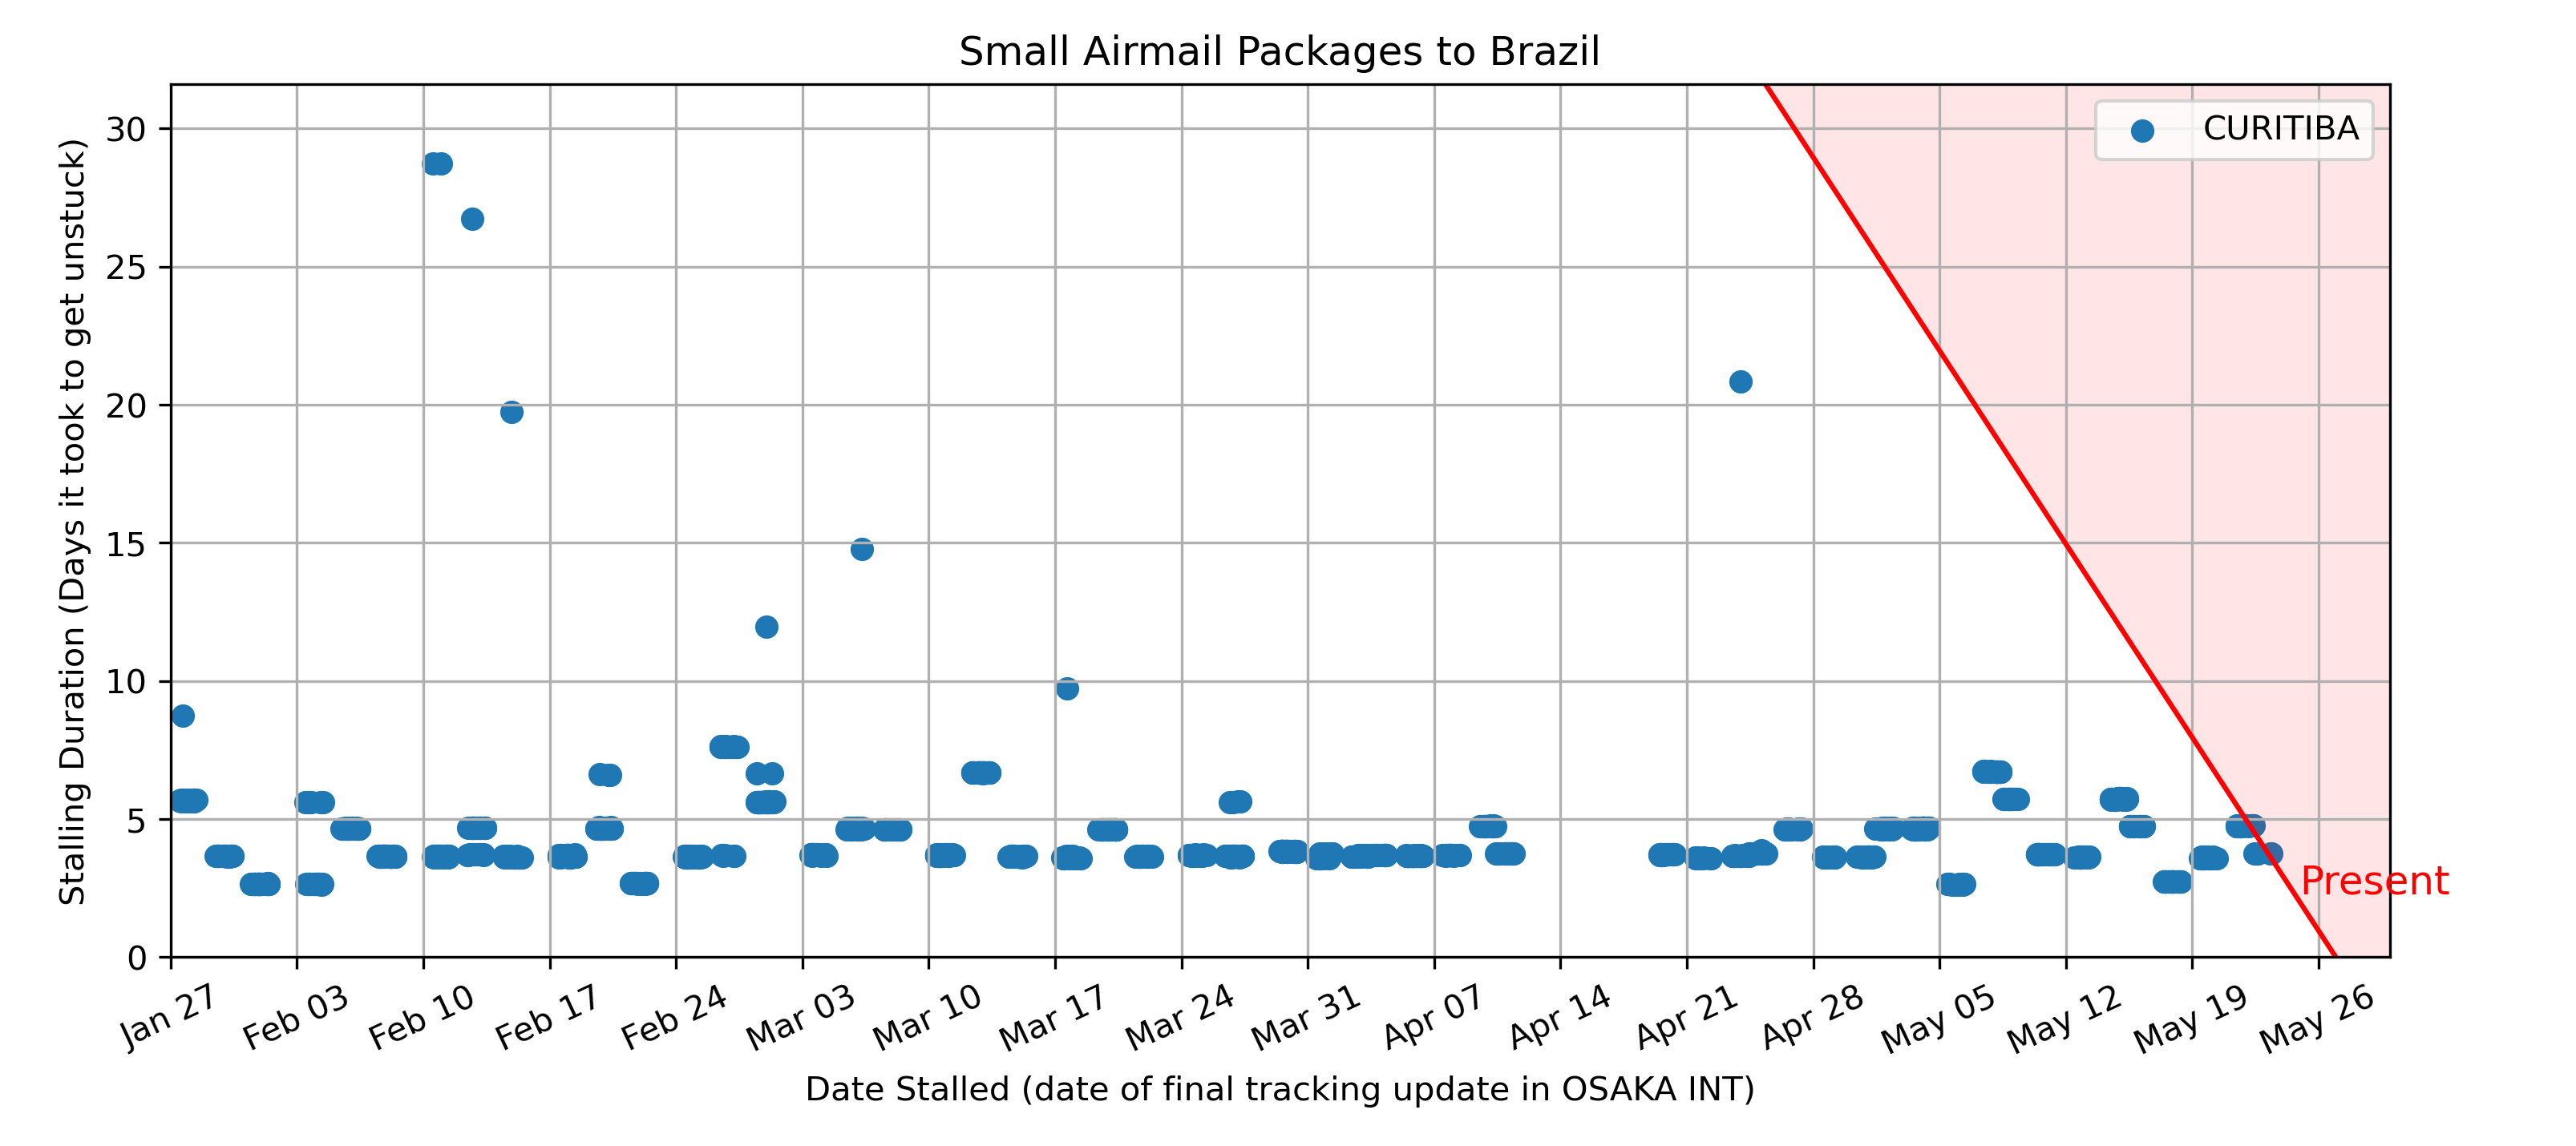 Small Airmail Packages to Brazil
Stalling Duration (Days it took to get unstuck)
30
25
20
15
10
5
0
CURITIBA
Present
Jan 27
Feb 03
Feb 10
Feb 17
Feb 24
Mar 03
Mar 10
Mar 17
Mar 24
Mar 31
Apr 07
Apr 14
Apr 21
Apr 28
May 05
May 12
May 19
May 26
Date Stalled (date of final tracking update in OSAKA INT)